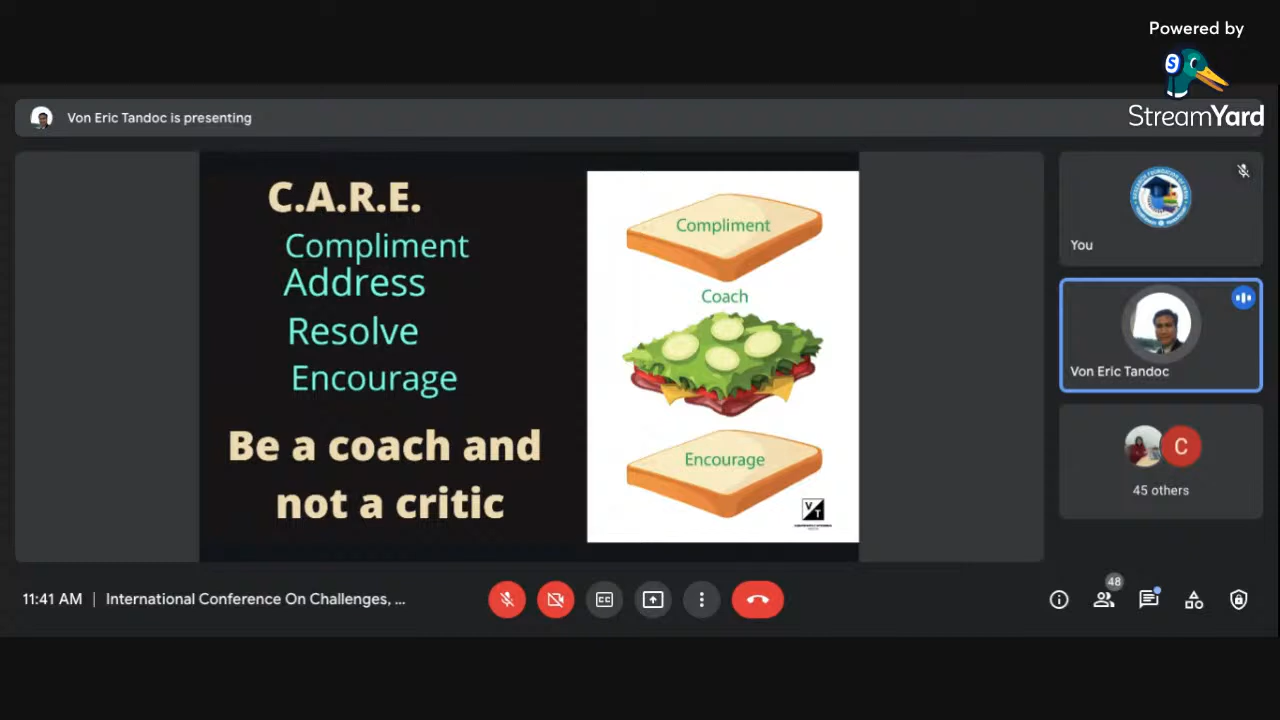 Powered by
StreamYard
Von Eric Tandoc is presenting
C.A.R.E.
Compliment
Address
Resolve
Encourage
Be a coach and
not a critic
Compliment
Coach
Encourage
V
T
You
Von Eric Tandoc
C
45 others
11:41 AM | International Conference On Challenges, ...
CC
48